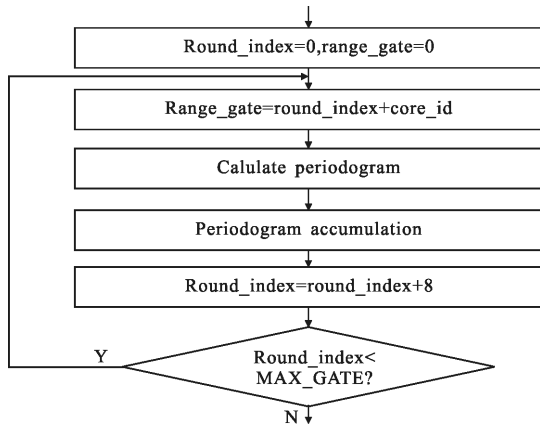 Round_index=0,range_gate=0
Range_gate=round_index+core_id
Calulate periodogram
Periodogram accumulation
Round_index=round_index+8
Y
Round_index<
MAX_GATE?
N